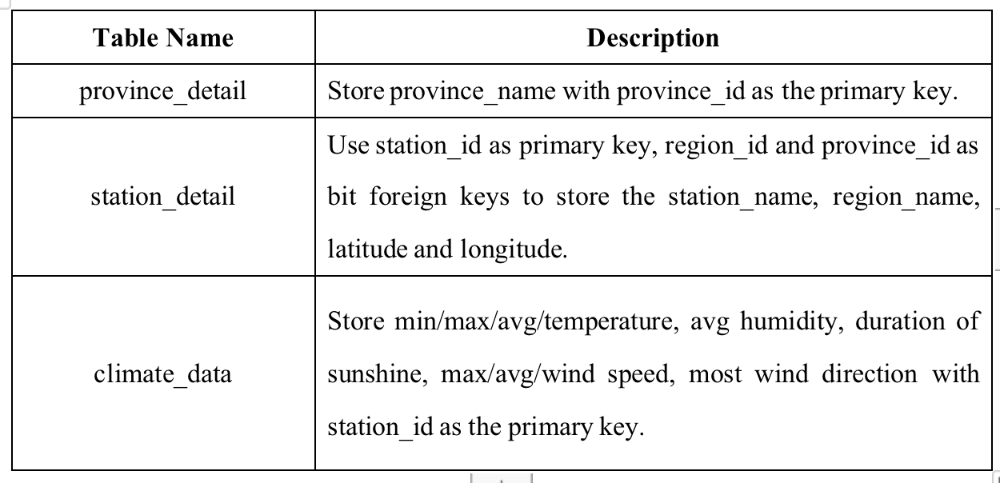 Table Name Description
province_detail Store province_name with province_id as the primary key.
Use station_id as primary key, region_id and province_id as
station_detail bit foreign keys to store the station_name, region_name,
latitude and longitude.
Store min/max/avg/temperature, avg humidity, duration of
climate_data sunshine, max/avg/wind speed, most wind direction with
station_id as the primary key.